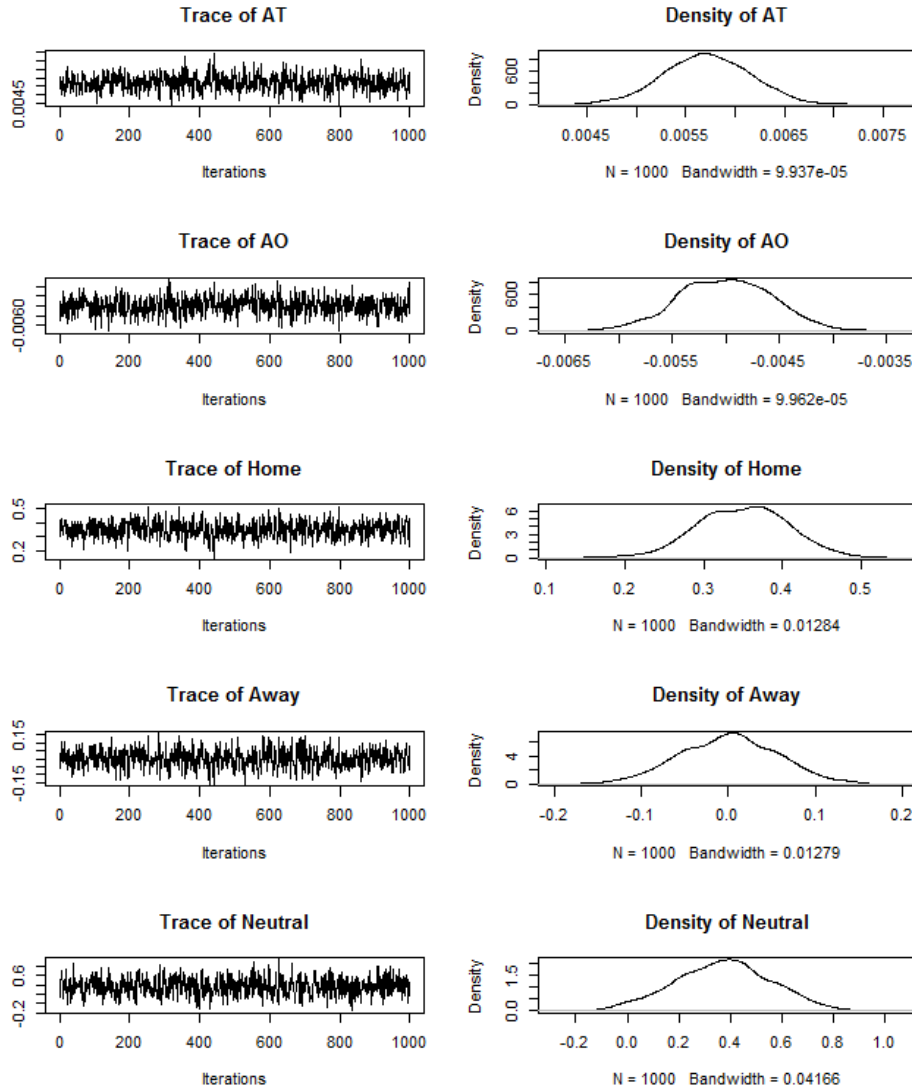 Trace of AT
Density of AT
0.0045
0 200 400 600 800 1000
Iterations
Density
0 600
0.0045 0.0055 0.0065 0.0075
N = 1000 Bandwidth = 9.937e-05
Trace of AO
Density of AO
-0.0060
0 200 400 600 800 1000
Iterations
Density
0 600
-0.0065 -0.0055 -0.0045 -0.0035
N = 1000 Bandwidth = 9.962e-05
Trace of Home
Density of Home
0.2 0.5
0 200 400 600 800 1000
Iterations
Density
0 3 6
0.1 0.2 0.3 0.4 0.5
N = 1000 Bandwidth = 0.01284
Trace of Away
Density of Away
-0.15 0.15
0 200 400 600 800 1000
Iterations
Density
0 4
-0.2 -0.1 0.0 0.1 0.2
N = 1000 Bandwidth = 0.01279
Trace of Neutral
Density of Neutral
-0.2 0.6
0 200 400 600 800 1000
Iterations
Density
0.0 1.5
-0.2 0.0 0.2 0.4 0.6 0.8 1.0
N = 1000 Bandwidth = 0.04166